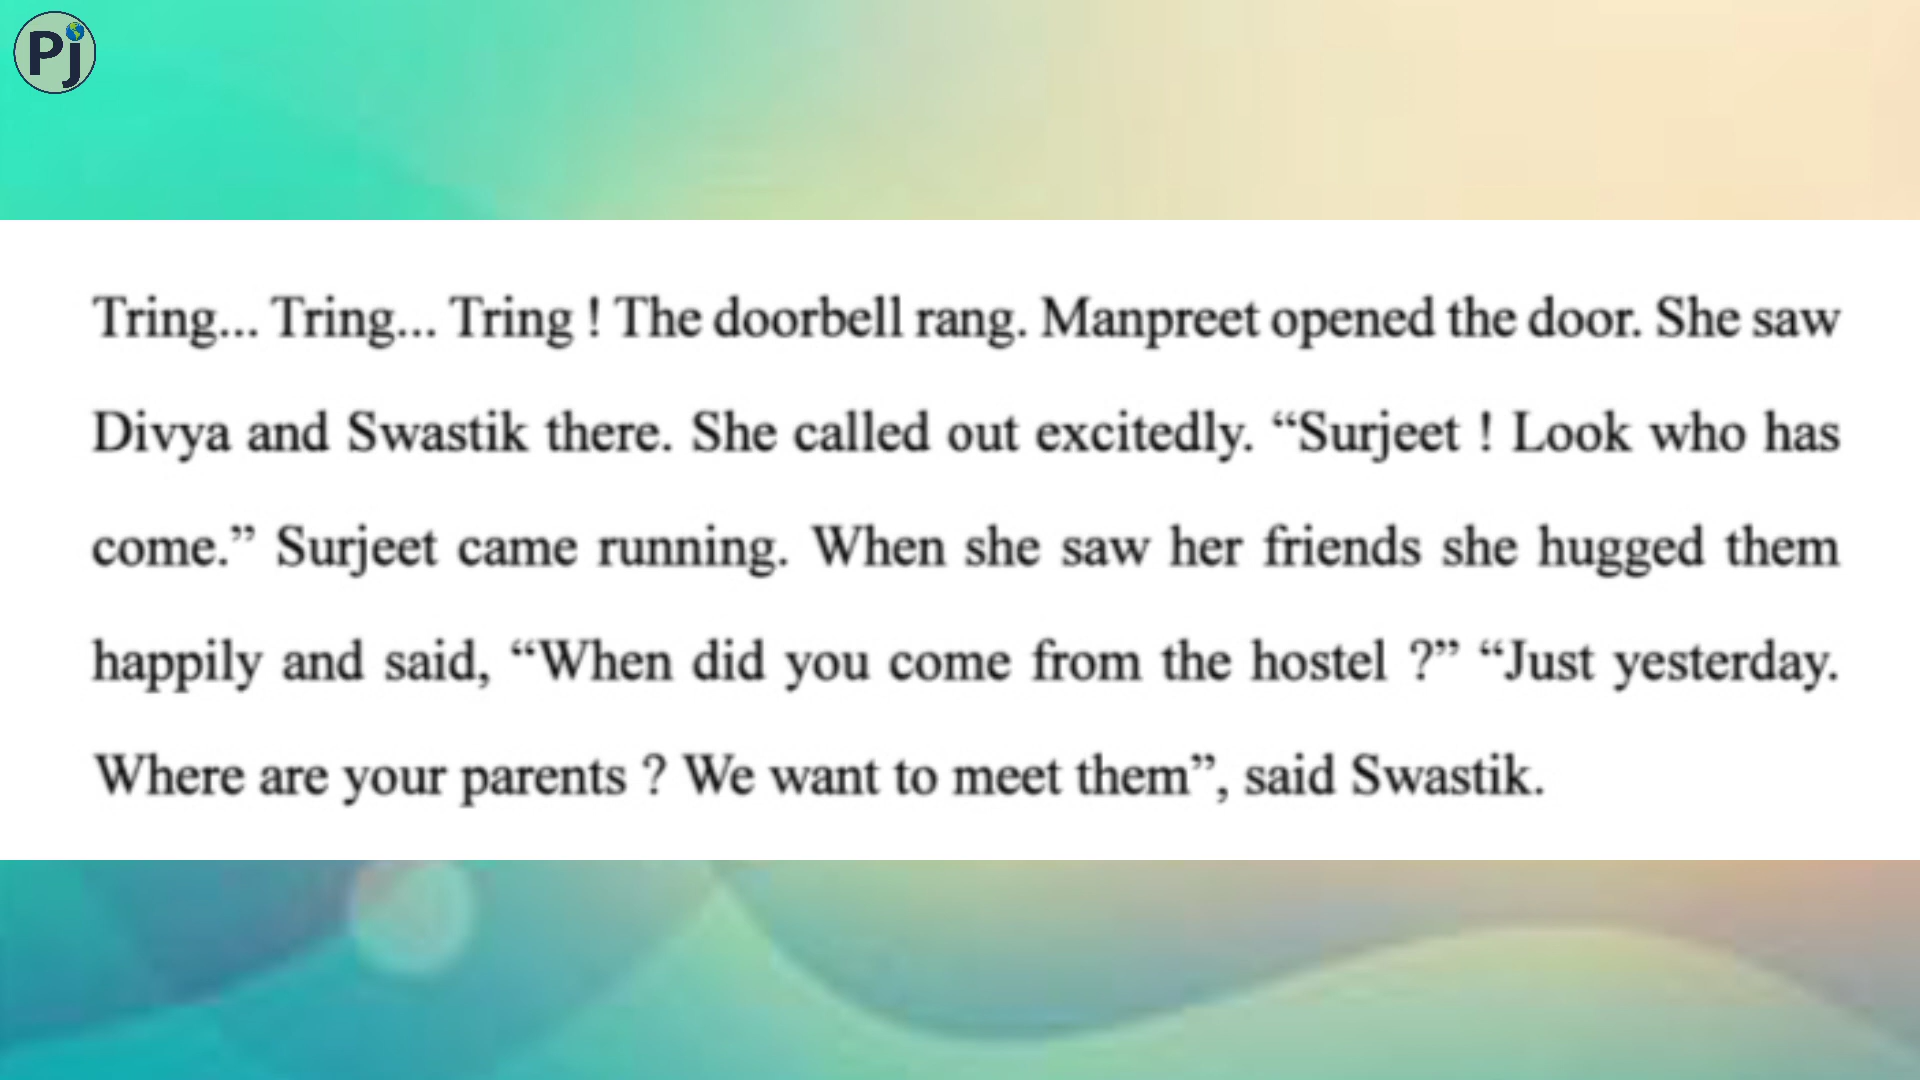 Pj
Tring... Tring... Tring ! The doorbell rang. Manpreet opened the door. She saw
Divya and Swastik there. She called out excitedly. “Surjeet ! Look who has
come.” Surjeet came running. When she saw her friends she hugged them
happily and said, “When did you come from the hostel ?” “Just yesterday.
Where are your parents ? We want to meet them”, said Swastik.